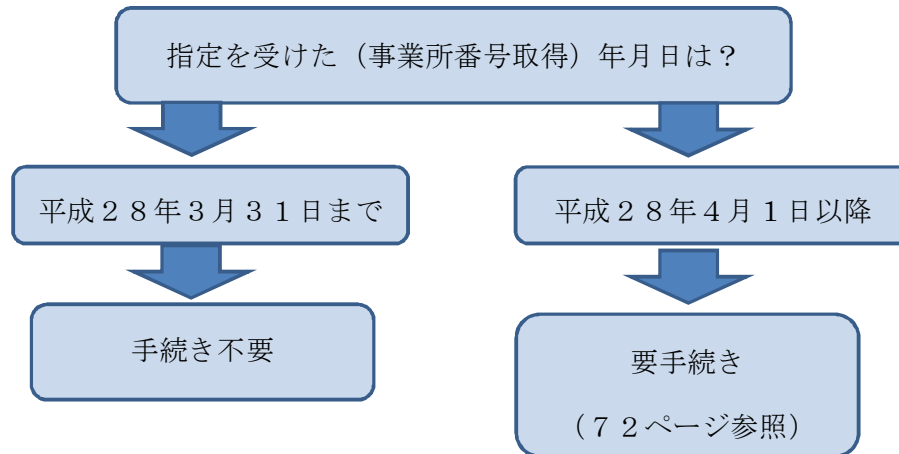 指定を受けた（事業所番号取得）年月日は？
平成２８年３月３１日まで
平成２８年４月１日以降
手続き不要
要手続き
（７２ページ参照）